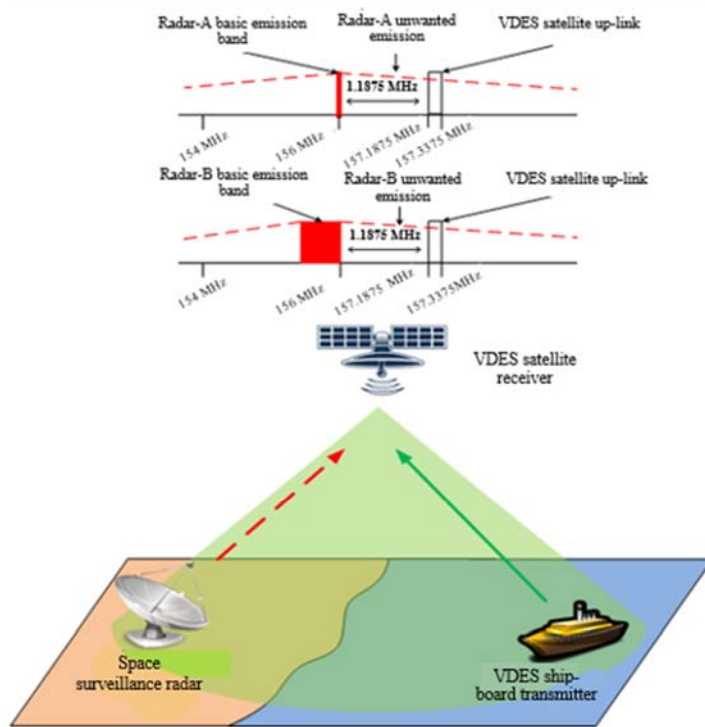 Radar-A basic emission
band
Radar-A unwanted
emission
VDES satellite up-link
1.1875 MHz
154 MHz
156 MHz
157.1875 MHz
157.3375 MHz
Radar-B basic emission
band
Radar-B unwanted
emission
VDES satellite up-link
1.1875 MHz
154 MHz
156 MHz
157.1875 MHz
157.3375MHz
VDES satellite
receiver
Space
surveillance radar
VDES ship-
board transmitter